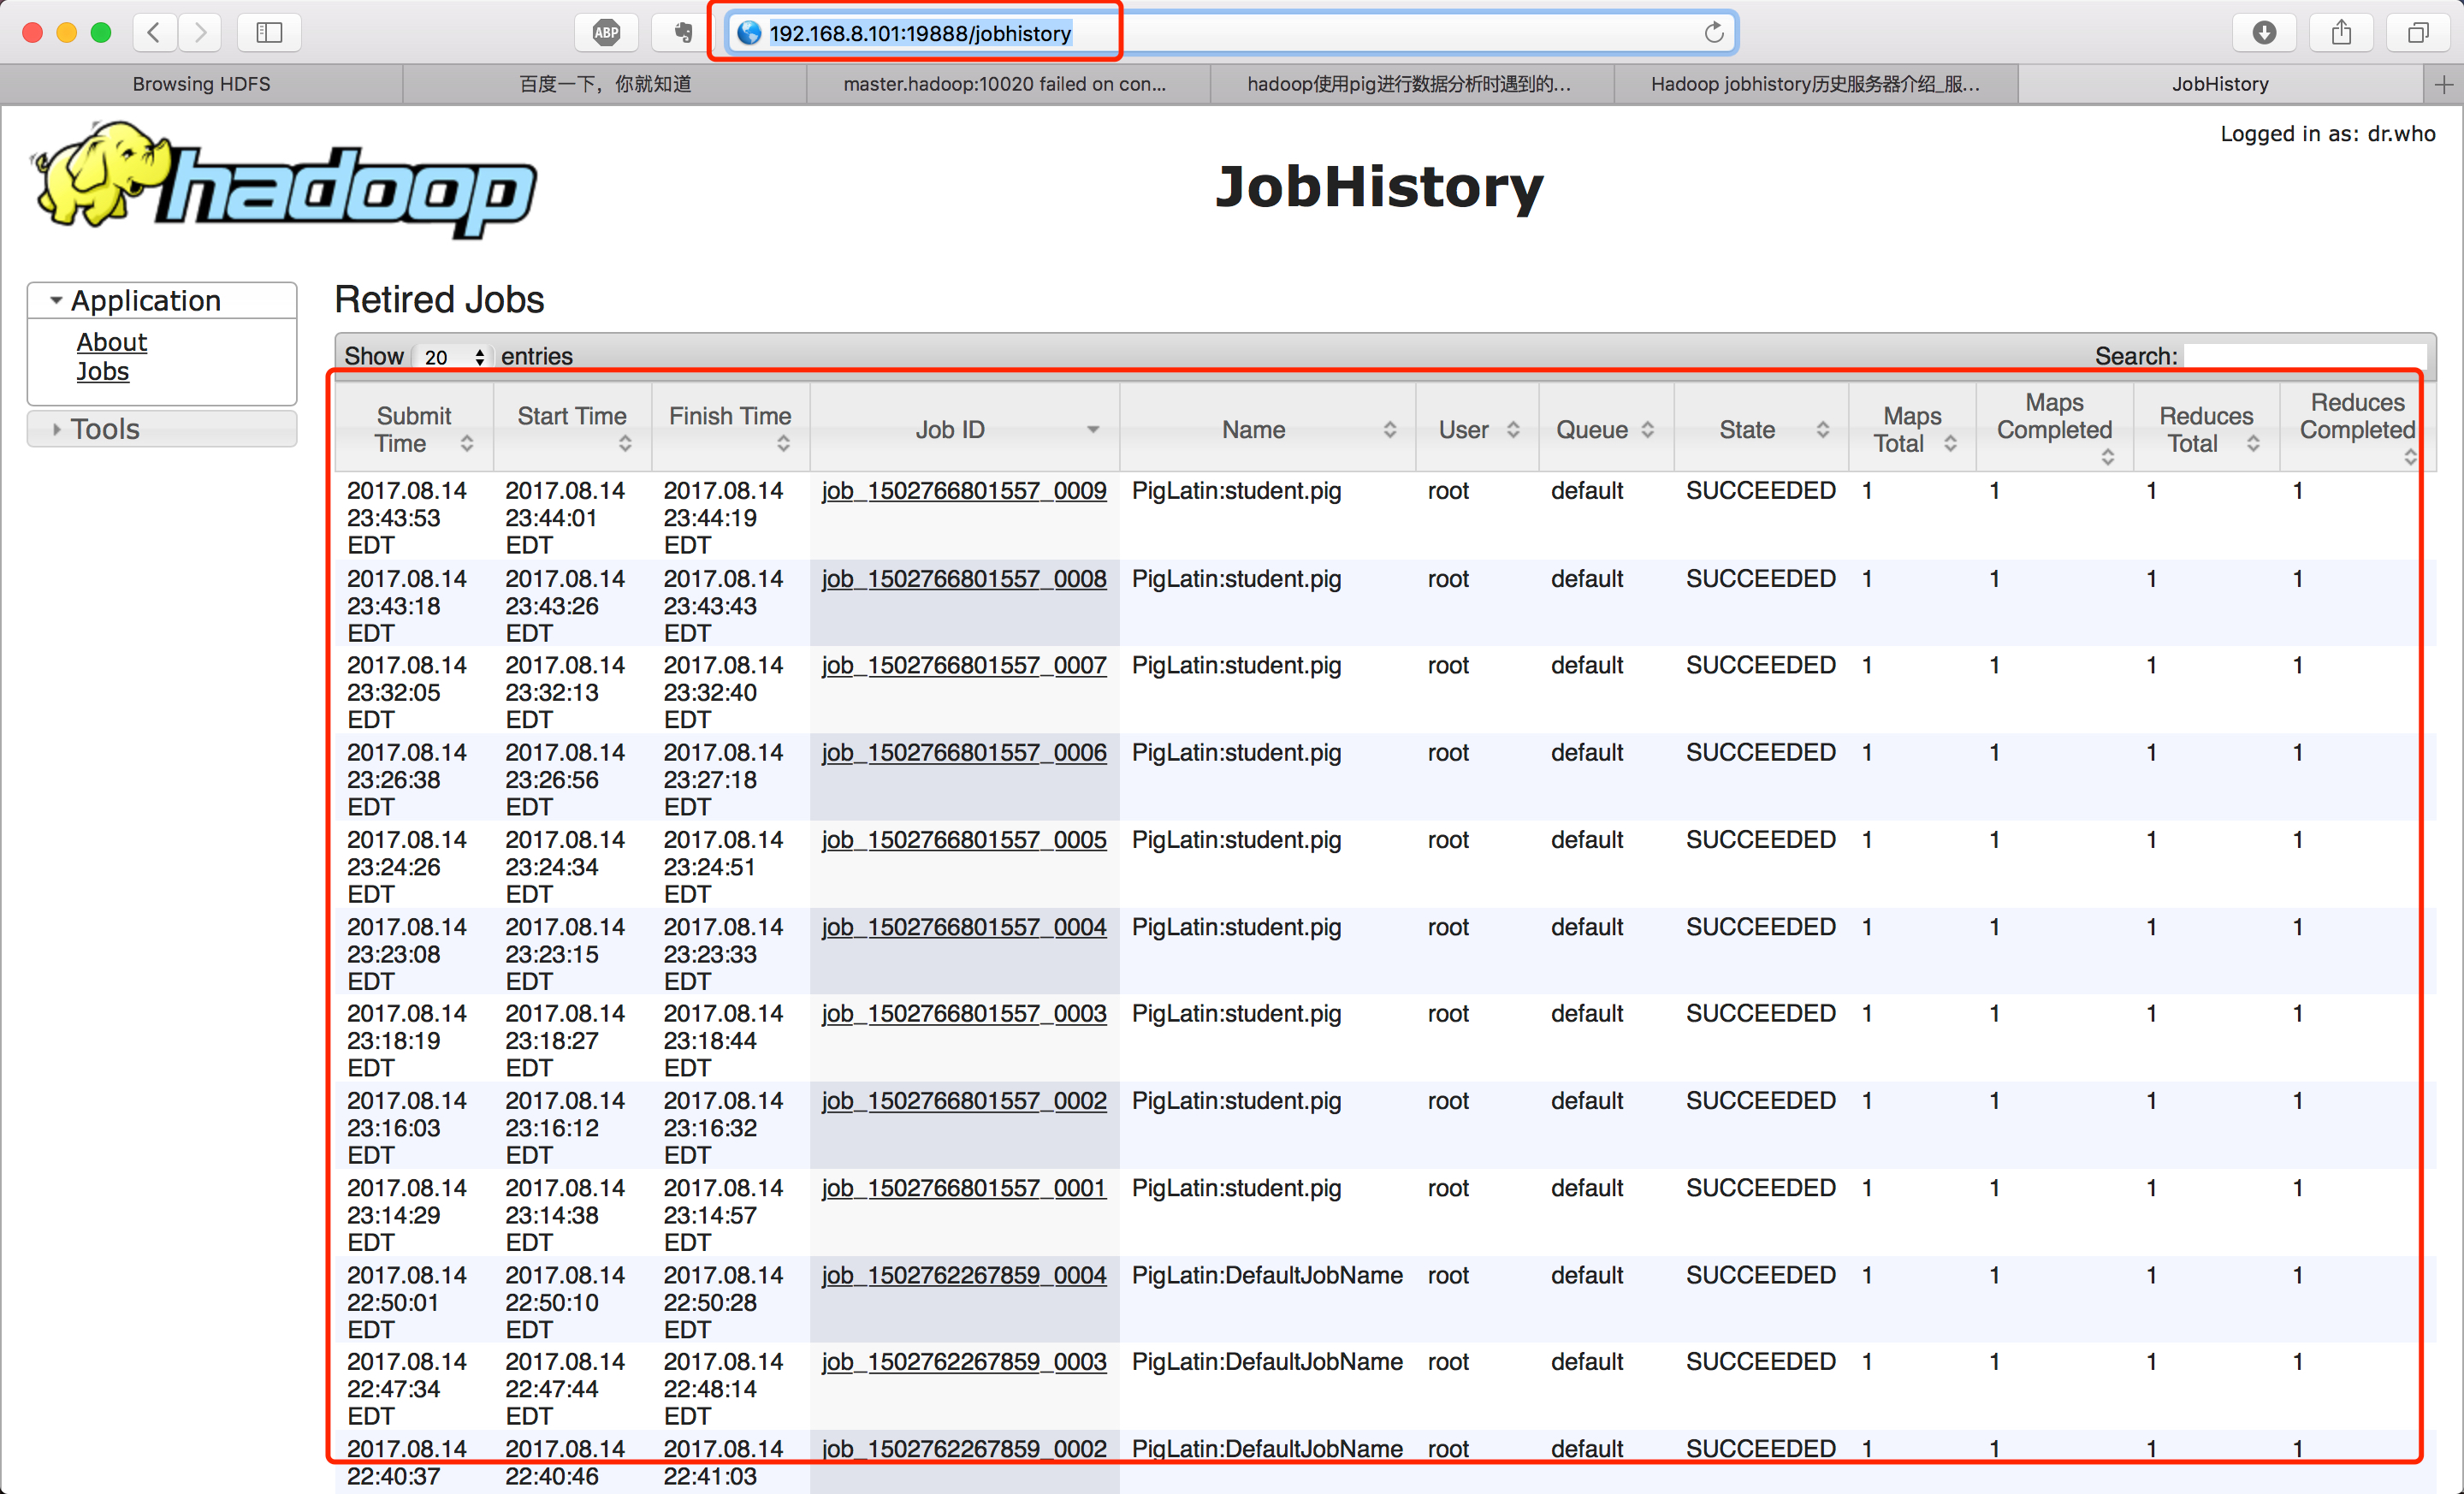 ABP
192.168.8.101:19888/jobhistory
Browsing HDFS
百度一下，你就知道
master.hadoop:10020 failed on con...
hadoop使用pig进行数据分析时遇到的...
Hadoop jobhistory历史服务器介绍_服...
JobHistory
hadoop
JobHistory
Logged in as: dr.who
Application
About
Jobs
Tools
Retired Jobs
Show 20 entries
Search:
Submit Time Start Time Finish Time Job ID Name User Queue State Maps Total Maps Completed Reduces Total Reduces Completed
2017.08.14 23:43:53 EDT 2017.08.14 23:44:01 EDT 2017.08.14 23:44:19 EDT job_1502766801557_0009 PigLatin:student.pig root default SUCCEEDED 1 1 1 1
2017.08.14 23:43:18 EDT 2017.08.14 23:43:26 EDT 2017.08.14 23:43:43 EDT job_1502766801557_0008 PigLatin:student.pig root default SUCCEEDED 1 1 1 1
2017.08.14 23:32:05 EDT 2017.08.14 23:32:13 EDT 2017.08.14 23:32:40 EDT job_1502766801557_0007 PigLatin:student.pig root default SUCCEEDED 1 1 1 1
2017.08.14 23:26:38 EDT 2017.08.14 23:26:56 EDT 2017.08.14 23:27:18 EDT job_1502766801557_0006 PigLatin:student.pig root default SUCCEEDED 1 1 1 1
2017.08.14 23:24:26 EDT 2017.08.14 23:24:34 EDT 2017.08.14 23:24:51 EDT job_1502766801557_0005 PigLatin:student.pig root default SUCCEEDED 1 1 1 1
2017.08.14 23:23:08 EDT 2017.08.14 23:23:15 EDT 2017.08.14 23:23:33 EDT job_1502766801557_0004 PigLatin:student.pig root default SUCCEEDED 1 1 1 1
2017.08.14 23:18:19 EDT 2017.08.14 23:18:27 EDT 2017.08.14 23:18:44 EDT job_1502766801557_0003 PigLatin:student.pig root default SUCCEEDED 1 1 1 1
2017.08.14 23:16:03 EDT 2017.08.14 23:16:12 EDT 2017.08.14 23:16:32 EDT job_1502766801557_0002 PigLatin:student.pig root default SUCCEEDED 1 1 1 1
2017.08.14 23:14:29 EDT 2017.08.14 23:14:38 EDT 2017.08.14 23:14:57 EDT job_1502766801557_0001 PigLatin:student.pig root default SUCCEEDED 1 1 1 1
2017.08.14 22:50:01 EDT 2017.08.14 22:50:10 EDT 2017.08.14 22:50:28 EDT job_1502762267859_0004 PigLatin:DefaultJobName root default SUCCEEDED 1 1 1 1
2017.08.14 22:47:34 EDT 2017.08.14 22:47:44 EDT 2017.08.14 22:48:14 EDT job_1502762267859_0003 PigLatin:DefaultJobName root default SUCCEEDED 1 1 1 1
2017.08.14 22:40:37 2017.08.14 22:40:46 2017.08.14 22:41:03 job_1502762267859_0002 PigLatin:DefaultJobName root default SUCCEEDED 1 1 1 1